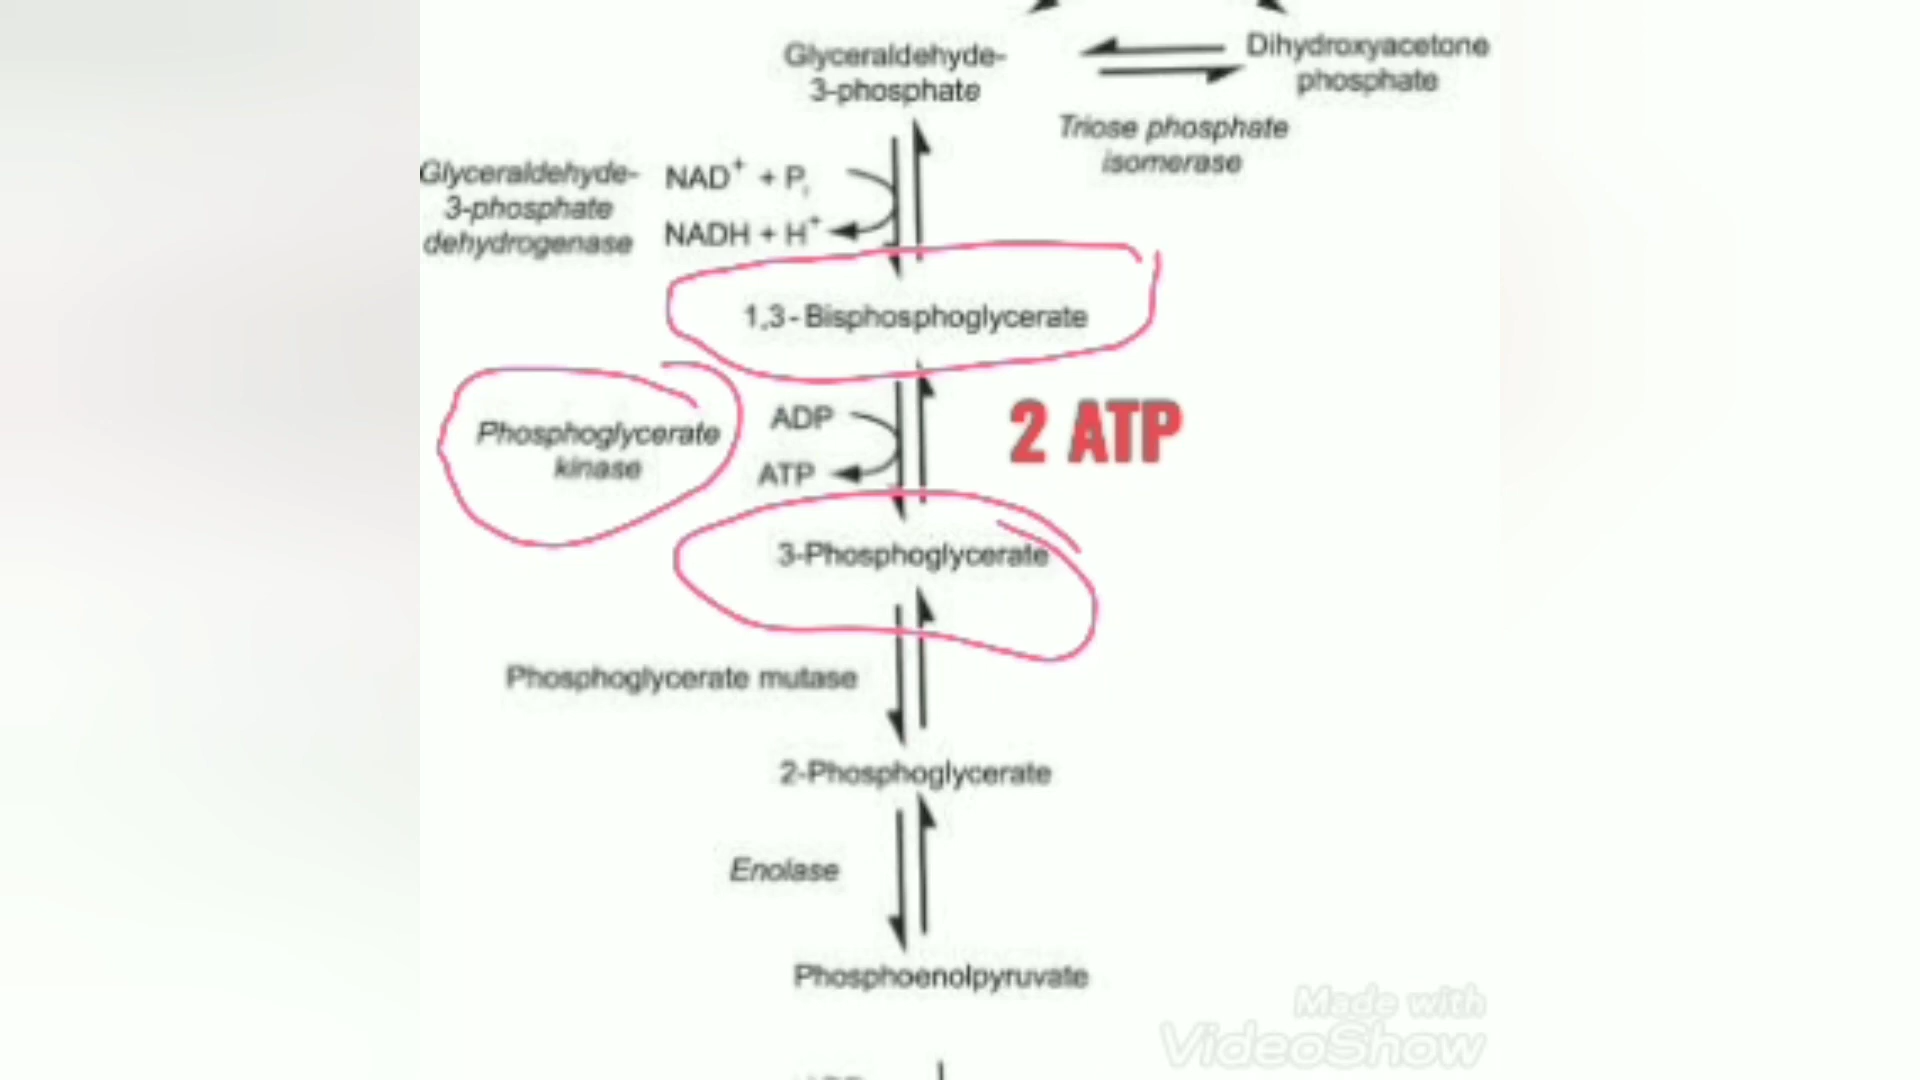 Glyceraldehyde-
3-phosphate
Dihydroxyacetone
phosphate
Triose phosphate
isomerase
Glyceraldehyde-
3-phosphate
dehydrogenase
NAD+ + Pi
NADH + H+
1,3-Bisphosphoglycerate
Phosphoglycerate
kinase
ADP
ATP
2 ATP
3-Phosphoglycerate
Phosphoglycerate mutase
2-Phosphoglycerate
Enolase
Phosphoenolpyruvate
Made with
VideoShow